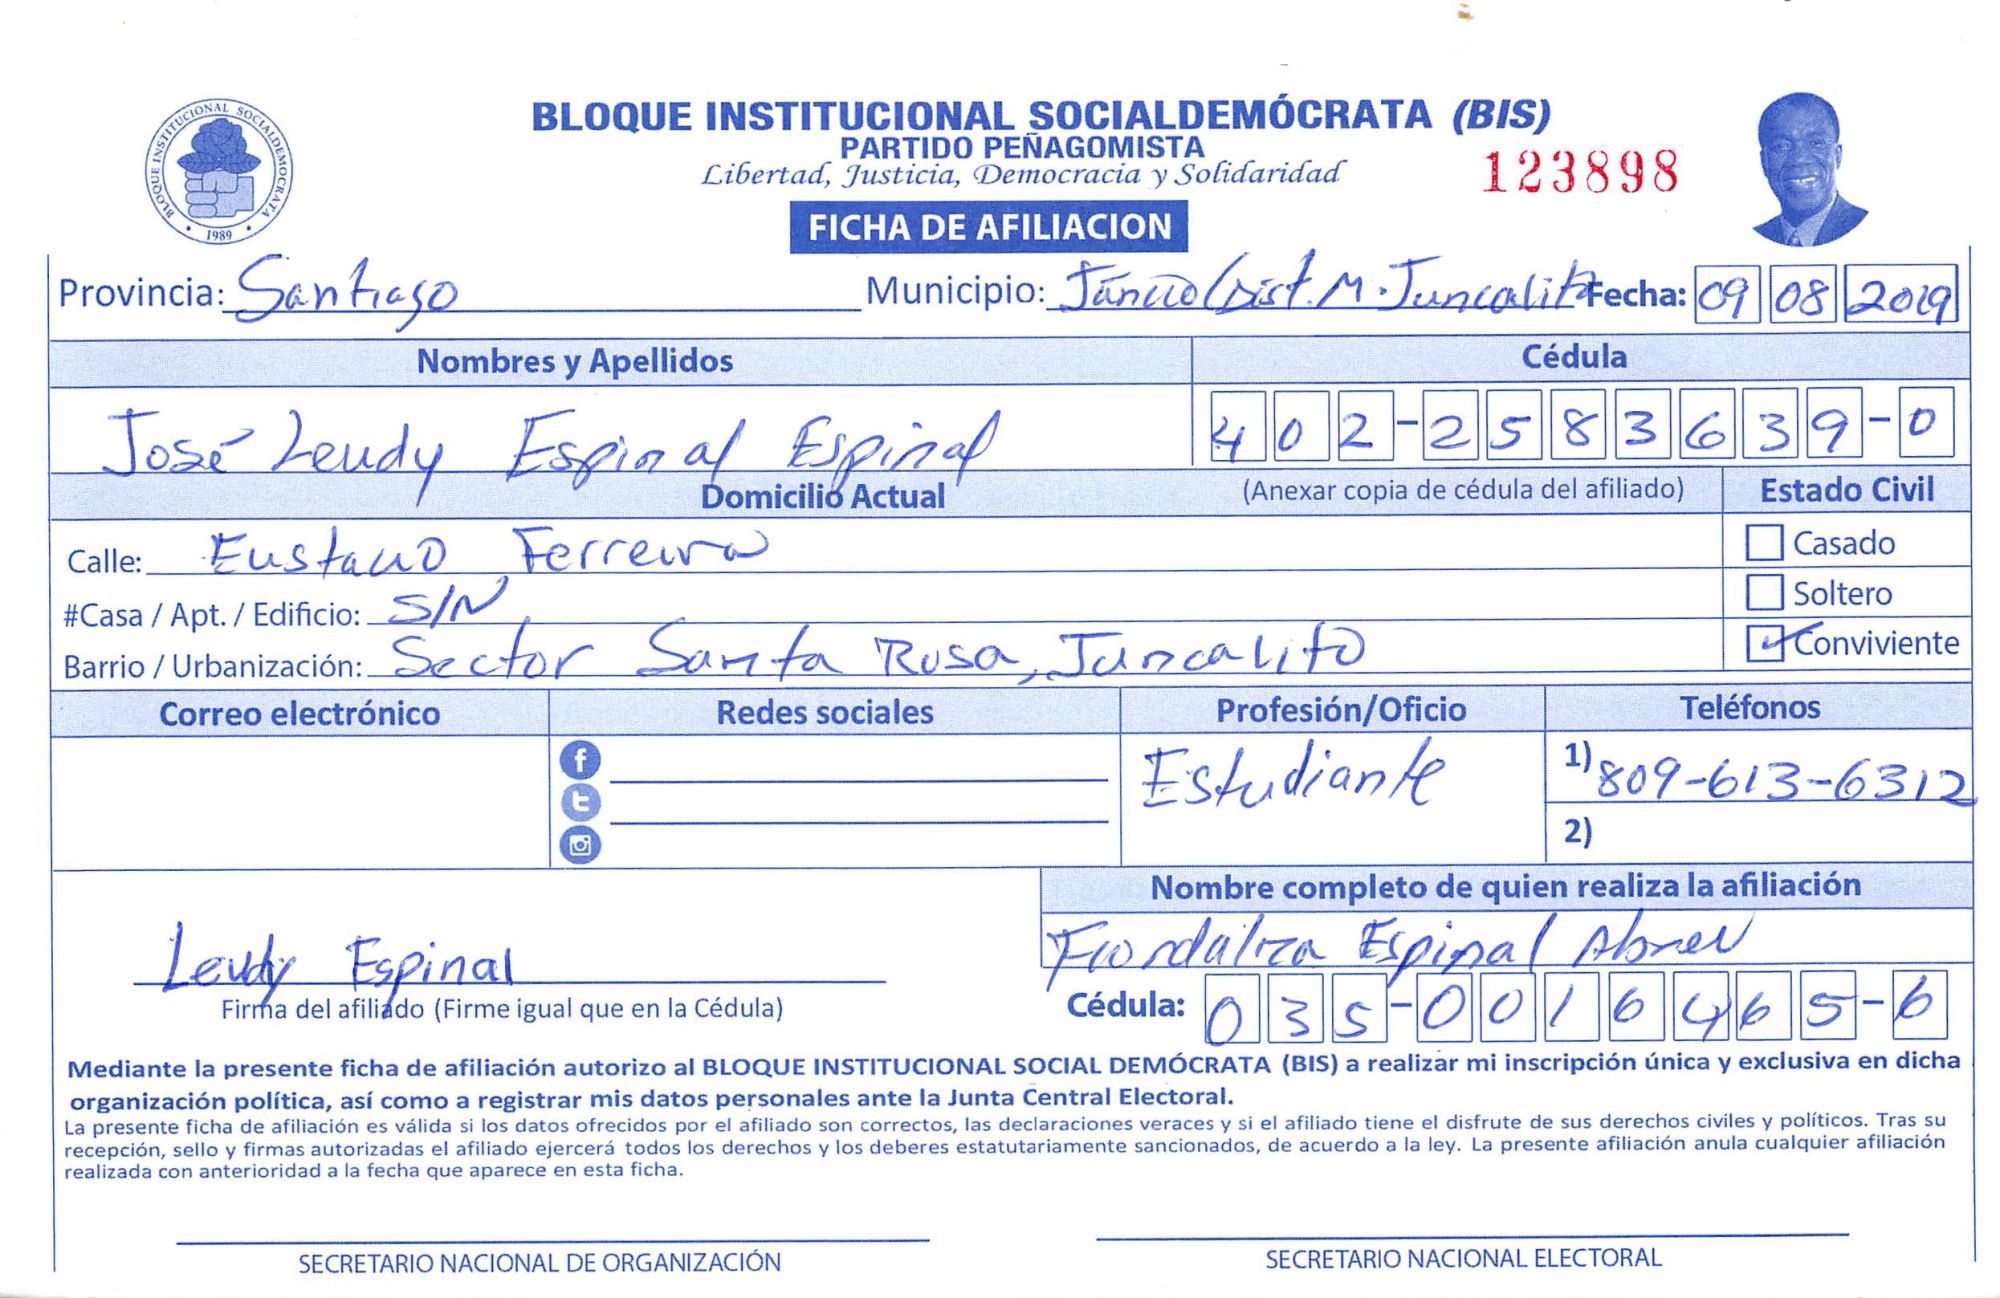 BLOQUE INSTITUCIONAL SOCIALDEMÓCRATA (BIS)
PARTIDO PEÑAGOMISTA
Libertad, Justicia, Democracia y Solidaridad
123898
BLOQUE INSTITUCIONAL SOCIALDEMOCRATA
1989
FICHA DE AFILIACION
Provincia: Santiago Municipio: Jánico (Dist. M. Juncalito Fecha: 09 08 2019
Nombres y Apellidos Cédula
José Leudy Espinal Espinal 402-2583639-0
Domicilio Actual (Anexar copia de cédula del afiliado) Estado Civil
Calle: Eustacio Ferreira Casado
#Casa / Apt. / Edificio: S/N Soltero
Barrio / Urbanización: Sector Santa Rosa, Juncalito Conviviente
Correo electrónico Redes sociales Profesión/Oficio Teléfonos
Estudiante 1) 809-613-6312
2)
Nombre completo de quien realiza la afiliación
Leudy Espinal Espinal Abreu
Firma del afiliado (Firme igual que en la Cédula) Cédula: 035-0016465-6
Mediante la presente ficha de afiliación autorizo al BLOQUE INSTITUCIONAL SOCIAL DEMÓCRATA (BIS) a realizar mi inscripción única y exclusiva en dicha
organización política, así como a registrar mis datos personales ante la Junta Central Electoral.
La presente ficha de afiliación es válida si los datos ofrecidos por el afiliado son correctos, las declaraciones veraces y si el afiliado tiene el disfrute de sus derechos civiles y políticos. Tras su
recepción, sello y firmas autorizadas el afiliado ejercerá todos los derechos y los deberes estatutariamente sancionados, de acuerdo a la ley. La presente afiliación anula cualquier afiliación
realizada con anterioridad a la fecha que aparece en esta ficha.
SECRETARIO NACIONAL DE ORGANIZACIÓN SECRETARIO NACIONAL ELECTORAL